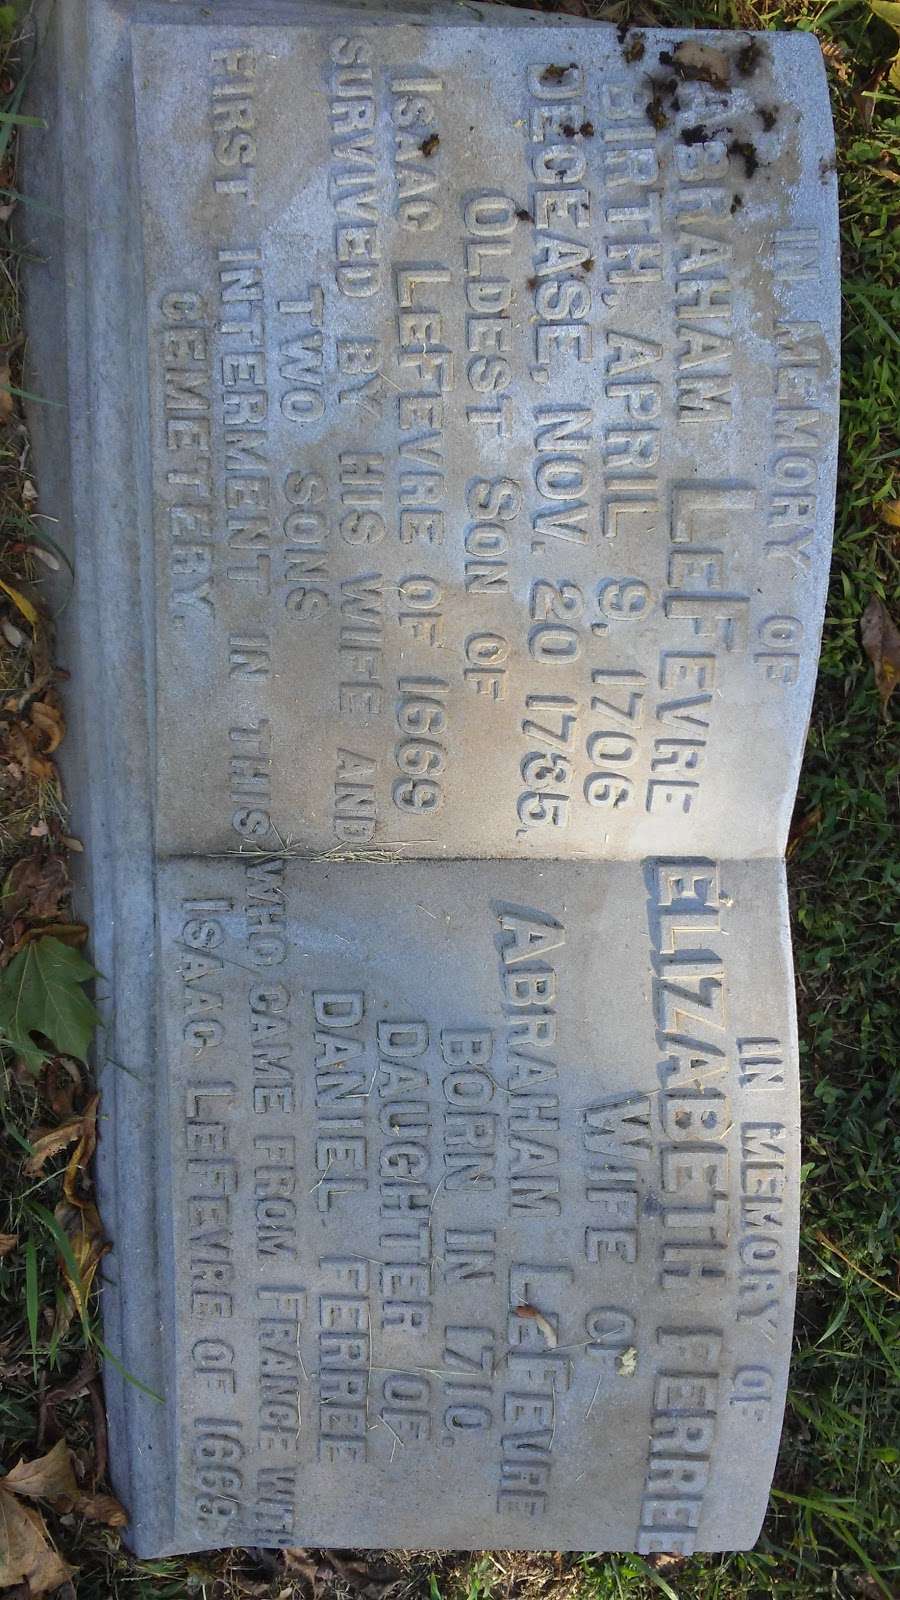 IN MEMORY OF
ABRAHAM LEFEVRE
BIRTH, APRIL 9, 1706
DECEASE, NOV. 20 1735.
OLDEST SON OF
ISAAC LEFEVRE OF 1669
SURVIVED BY HIS WIFE AND
TWO SONS
FIRST INTERMENT IN THIS
CEMETERY.
IN MEMORY OF
ELIZABETH FERREE
WIFE OF
ABRAHAM LEFEVRE
BORN IN 1710.
DAUGHTER OF
DANIEL FERREE
WHO CAME FROM FRANCE WITH
ISAAC LEFEVRE OF 1669.